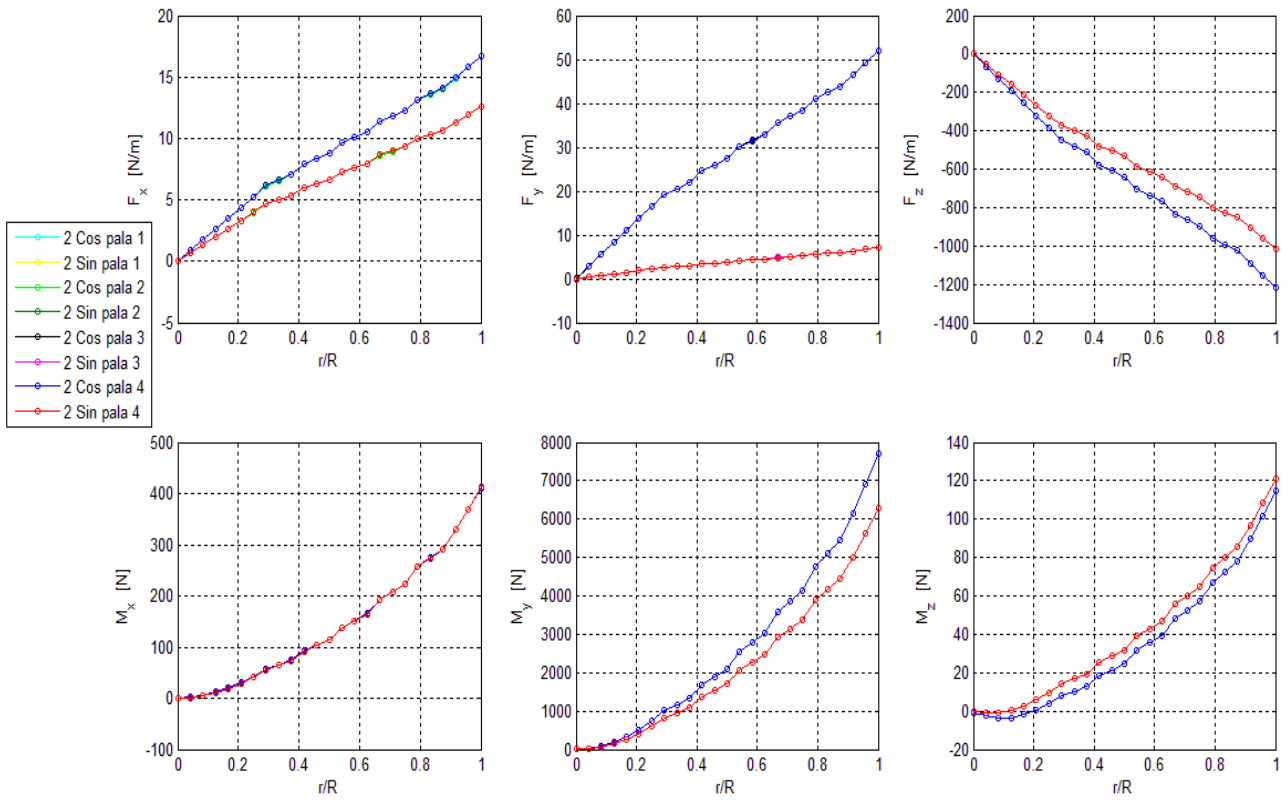 20
15
10
5
0
-5
F_x [N/m]
0 0.2 0.4 0.6 0.8 1
r/R
60
50
40
30
20
10
0
-10
F_y [N/m]
0 0.2 0.4 0.6 0.8 1
r/R
200
0
-200
-400
-600
-800
-1000
-1200
-1400
F_z [N/m]
0 0.2 0.4 0.6 0.8 1
r/R
2 Cos pala 1
2 Sin pala 1
2 Cos pala 2
2 Sin pala 2
2 Cos pala 3
2 Sin pala 3
2 Cos pala 4
2 Sin pala 4
500
400
300
200
100
0
-100
M_x [N]
0 0.2 0.4 0.6 0.8 1
r/R
8000
7000
6000
5000
4000
3000
2000
1000
0
M_y [N]
0 0.2 0.4 0.6 0.8 1
r/R
140
120
100
80
60
40
20
0
-20
M_z [N]
0 0.2 0.4 0.6 0.8 1
r/R